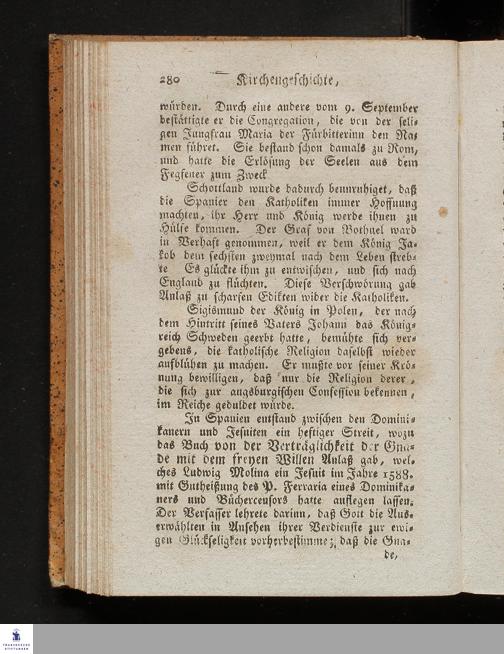 280 Kirchengeschichte,
würden. Durch eine andere vom 9. September
bestättigte er die Congregation, die von der seli-
gen Jungfrau Maria der Fürbitterinn den Na-
men führet. Sie bestand schon damals zu Rom,
und hatte die Erlösung der Seelen aus dem
Fegfeuer zum Zweck
Schottland wurde dadurch beunruhiget, daß
die Spanier den Katholiken immer Hoffnung
machten, ihr Herr und König werde ihnen zu
Hülfe kommen. Der Graf von Bothuel ward
in Verhaft genommen, weil er dem König Ja-
kob dem sechsten zweymal nach dem Leben streb-
te Es glückte ihm zu entwischen, und sich nach
England zu flüchten. Diese Verschwörung gab
Anlaß zu scharfen Edikten wider die Katholiken.
Sigismund der König in Polen, der nach
dem Hintritt seines Vaters Johann das König-
reich Schweden geerbt hatte, bemühte sich ver-
gebens, die katholische Religion daselbst wieder
aufblühen zu machen. Er mußte vor seiner Krö-
nung bewilligen, daß nur die Religion derer,
die sich zur augsburgischen Confession bekennen,
im Reiche geduldet würde.
In Spanien entstand zwischen den Domini-
kanern und Jesuiten ein heftiger Streit, wozu
das Buch von der Verträglichkeit der Gna-
de mit dem freyen Willen Anlaß gab, wel-
ches Ludwig Molina ein Jesuit im Jahre 1588.
mit Gutheißung des P. Ferraria eines Dominika-
ners und Büchercensors hatte auflegen lassen.
Der Verfasser lehrete darinn, daß Gott die Aus-
erwählten in Ansehen ihrer Verdienste zur ewi-
gen Glückseligkeit vorherbestimme; daß die Gna-
de,
FRANCKESCHE
STIFTUNGEN